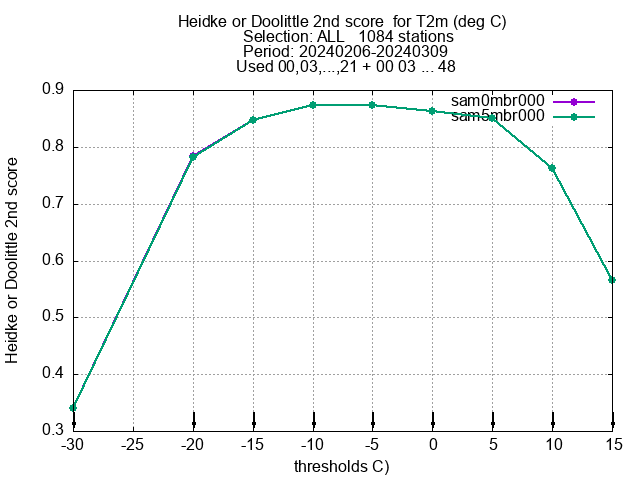 Heidke or Doolittle 2nd score  for T2m (deg C)
Selection: ALL   1084 stations
Period: 20240206-20240309
Used 00,03,...,21 + 00 03 ... 48
sam0mbr000
sam5mbr000
Heidke or Doolittle 2nd score
0.9
0.8
0.7
0.6
0.5
0.4
0.3
-30 -25 -20 -15 -10 -5 0 5 10 15
thresholds C)